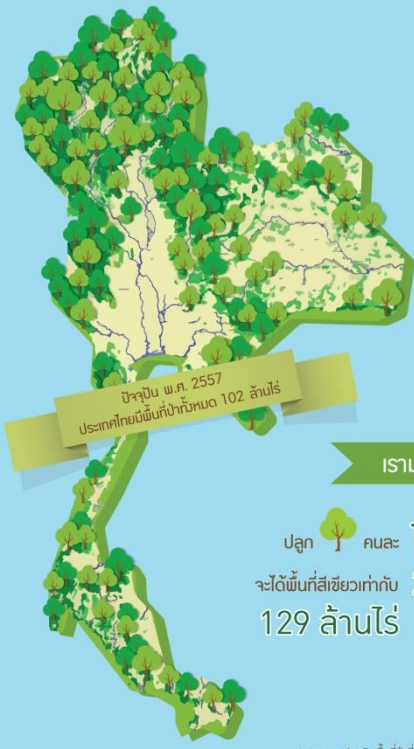 ปัจจุบัน พ.ศ. 2557
ประเทศไทยมีพื้นที่ป่าทั้งหมด 102 ล้านไร่
ปลูก คนละ
จะได้พื้นที่สีเขียวเท่ากับ
129 ล้านไร่